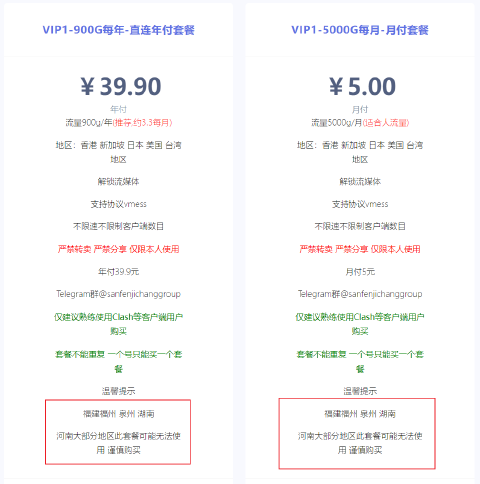 VIP1-900G每年-直连年付套餐
￥39.90
年付
流量900g/年(推荐.约3.3每月)
地区：香港 新加坡 日本 美国 台湾
地区
解锁流媒体
支持协议vmess
不限速不限制客户端数目
严禁转卖 严禁分享 仅限本人使用
年付39.9元
Telegram群@sanfenjichanggroup
仅建议熟练使用Clash等客户端用户
购买
套餐不能重复 一个号只能买一个套
餐
温馨提示
福建福州 泉州 湖南
河南大部分地区此套餐可能无法使
用 谨慎购买
VIP1-5000G每月-月付套餐
￥5.00
月付
流量5000g/月(适合大流量)
地区：香港 新加坡 日本 美国 台湾
地区
解锁流媒体
支持协议vmess
不限速不限制客户端数目
严禁转卖 严禁分享 仅限本人使用
月付5元
Telegram群@sanfenjichanggroup
仅建议熟练使用Clash等客户端用户
购买
套餐不能重复 一个号只能买一个套
餐
温馨提示
福建福州 泉州 湖南
河南大部分地区此套餐可能无法使
用 谨慎购买